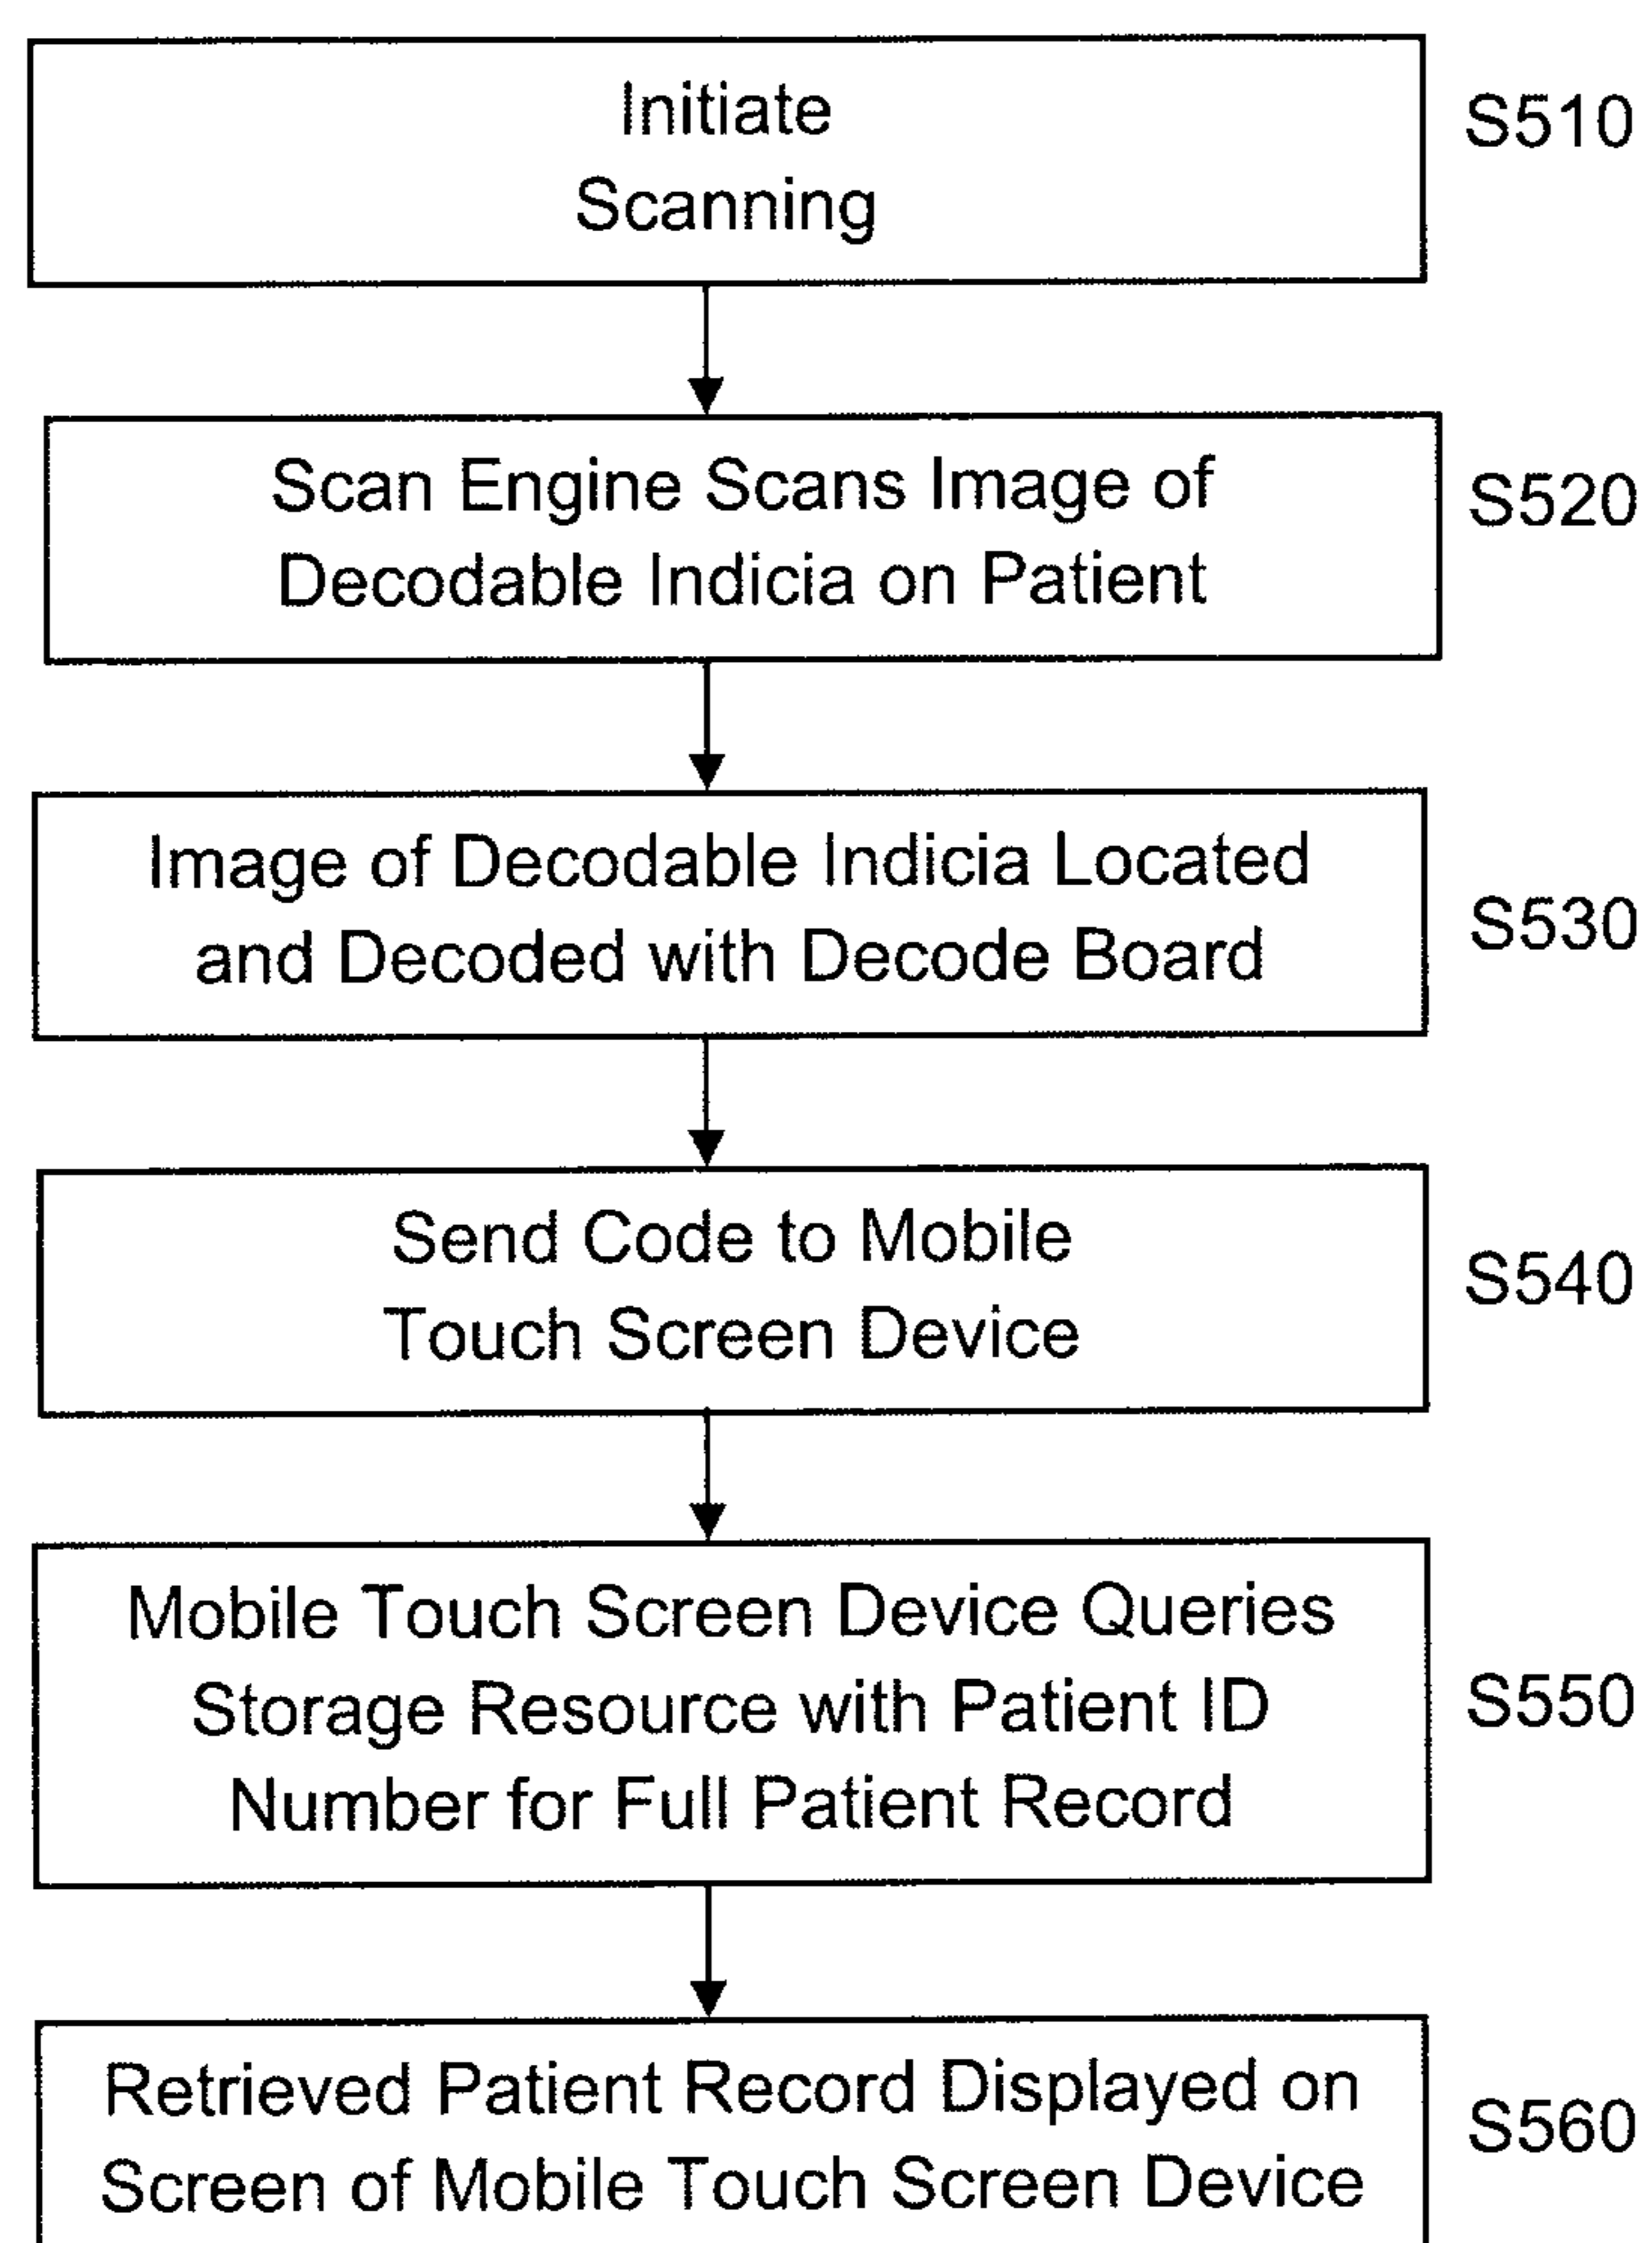 Initiate
Scanning
S510
Scan Engine Scans Image of
Decodable Indicia on Patient
S520
Image of Decodable Indicia Located
and Decoded with Decode Board
S530
Send Code to Mobile
Touch Screen Device
S540
Mobile Touch Screen Device Queries
Storage Resource with Patient ID
Number for Full Patient Record
S550
Retrieved Patient Record Displayed on
Screen of Mobile Touch Screen Device
S560